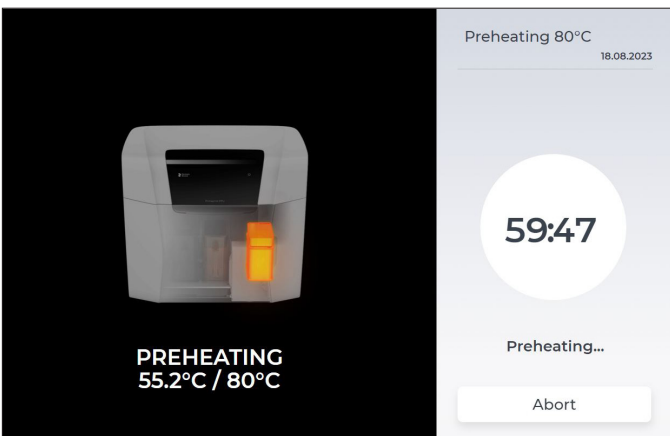 PREHEATING
55.2°C / 80°C
Preheating 80°C
18.08.2023
59:47
Preheating...
Abort